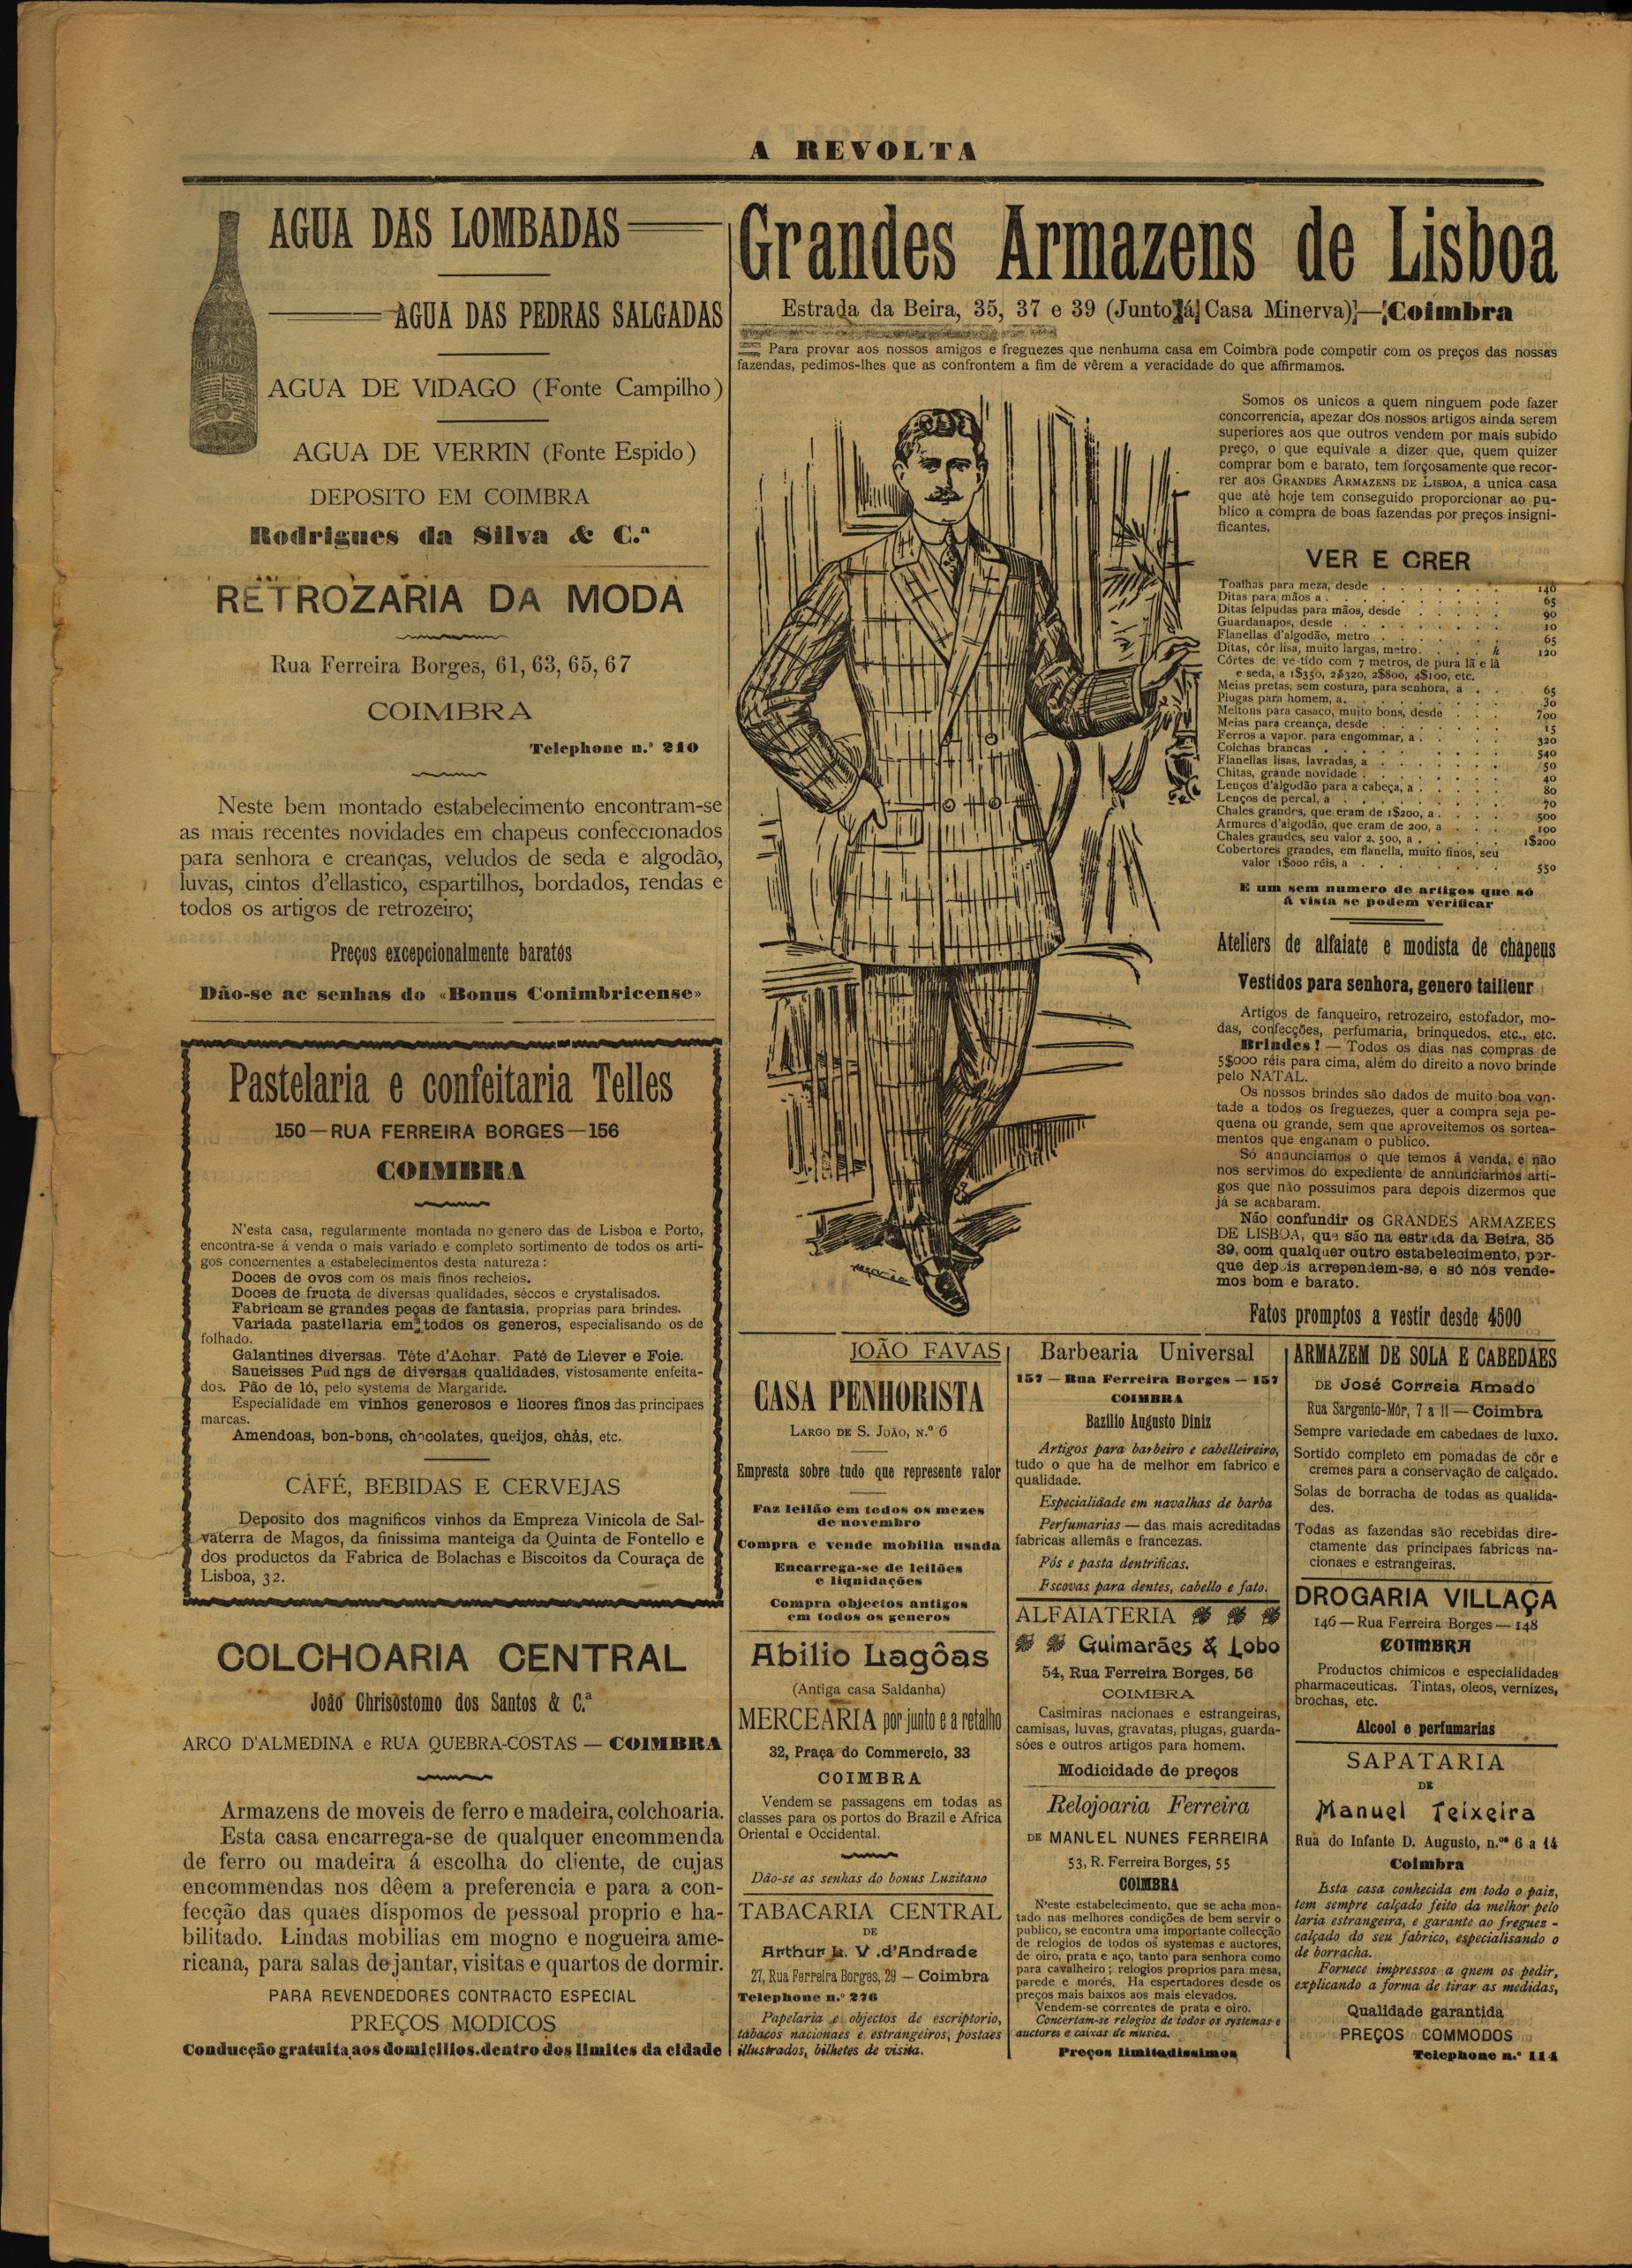 A REVOLTA
AGUA DAS LOMBADAS
AGUA DAS PEDRAS SALGADAS
AGUA DE VIDAGO (Fonte Campilho)
AGUA DE VERRIN (Fonte Espido)
DEPOSITO EM COIMBRA
Rodrigues da Silva & C.ª
RETROZARIA DA MODA
Rua Ferreira Borges, 61, 63, 65, 67
COIMBRA
Telephone n.º 210
Neste bem montado estabelecimento encontram-se
as mais recentes novidades em chapeus confeccionados
para senhora e creanças, veludos de seda e algodão,
luvas, cintos d'ellastico, espartilhos, bordados, rendas e
todos os artigos de retrozeiro;
Preços excepcionalmente baratos
Dão-se ac senhas do «Bonus Conimbricense»
Pastelaria e confeitaria Telles
150—RUA FERREIRA BORGES—156
COIMBRA
N'esta casa, regularmente montada no genero das de Lisboa e Porto,
encontra-se á venda o mais variado e completo sortimento de todos os arti-
gos concernentes a estabelecimentos desta natureza:
Doces de ovos com os mais finos recheios.
Doces de fructa de diversas qualidades, séccos e crystalisados.
Fabricam se grandes peças de fantasia, proprias para brindes.
Variada pastellaria em todos os generos, especialisando os de
folhado.
Galantines diversas. Tête d'Achar. Paté de Liever e Foie.
Saueisses Pud ngs de diversas qualidades, vistosamente enfeita-
dos. Pão de ló, pelo systema de Margaride.
Especialidade em vinhos generosos e licores finos das principaes
marcas.
Amendoas, bon-bons, chocolates, queijos, chás, etc.
CAFÉ, BEBIDAS E CERVEJAS
Deposito dos magnificos vinhos da Empreza Vinicola de Sal-
vaterra de Magos, da finissima manteiga da Quinta de Fontello e
dos productos da Fabrica de Bolachas e Biscoitos da Couraça de
Lisboa, 32.
COLCHOARIA CENTRAL
João Chrisostomo dos Santos & C.ª
ARCO D'ALMEDINA e RUA QUEBRA-COSTAS — COIMBRA
Armazens de moveis de ferro e madeira, colchoaria.
Esta casa encarrega-se de qualquer encommenda
de ferro ou madeira á escolha do cliente, de cujas
encommendas nos dêem a preferencia e para a con-
fecção das quaes dispomos de pessoal proprio e ha-
bilitado. Lindas mobilias em mogno e nogueira ame-
ricana, para salas de jantar, visitas e quartos de dormir.
PARA REVENDEDORES CONTRACTO ESPECIAL
PREÇOS MODICOS
Conducção gratuita aos domicilios dentro dos limites da cidade
Grandes Armazens de Lisboa
Estrada da Beira, 35, 37 e 39 (Junto á Casa Minerva)—Coimbra
Para provar aos nossos amigos e freguezes que nenhuma casa em Coimbra pode competir com os preços das nossas
fazendas, pedimos-lhes que as confrontem a fim de vêrem a veracidade do que affirmamos.
Somos os unicos a quem ninguem pode fazer
concorrencia, apezar dos nossos artigos ainda serem
superiores aos que outros vendem por mais subido
preço, o que equivale a dizer que, quem quizer
comprar bom e barato, tem forçosamente que recor-
rer aos GRANDES ARMAZENS DE LISBOA, a unica casa
que até hoje tem conseguido proporcionar ao pu-
blico a compra de boas fazendas por preços insigni-
ficantes.
VER E CRER
Toalhas para meza, desde . . . 140
Ditas para mãos a . . . 65
Ditas felpudas para mãos, desde . . . 90
Guardanapos, desde . . . 10
Flanellas d'algodão, metro . . . 65
Ditas, côr lisa, muito largas, metro. . . . 120
Córtes de ve-tido com 7 metros, de pura lã e lã
e seda, a 1$350, 2$320, 2$800, 4$100, etc.
Meias pretas, sem costura, para senhora, a . . 65
Piugas para homem, a. . . . 30
Meltons para casaco, muito bons, desde . . . 700
Meias para creança, desde . . . 15
Ferros a vapor. para engommar, a . . . 320
Colchas brancas . . . 540
Flanellas lisas, lavradas, a . . . 50
Chitas, grande novidade . . . 40
Lenços d'algodão para a cabeça, a . . . 80
Lenços de percal, a . . . 70
Chales grandes, que eram de 1$200, a . . . 500
Armures d'algodão, que eram de 200, a . . . 100
Chales grandes, seu valor 2.500, a . . . 1$200
Cobertores grandes, em flanella, muito finos, seu
valor 1$000 réis, a . . . 550
E um sem numero de artigos que só
á vista se podem verificar
Ateliers de alfaiate e modista de chapeus
Vestidos para senhora, genero tailleur
Artigos de fanqueiro, retrozeiro, estofador, mo-
das, confecções, perfumaria, brinquedos, etc., etc.
Brindes! — Todos os dias nas compras de
5$000 réis para cima, além do direito a novo brinde
pelo NATAL.
Os nossos brindes são dados de muito boa von-
tade a todos os freguezes, quer a compra seja pe-
quena ou grande, sem que aproveitemos os sortea-
mentos que enganam o publico.
Só annunciamos o que temos á venda, e não
nos servimos do expediente de annunciarmos arti-
gos que não possuimos para depois dizermos que
já se acabaram.
Não confundir os GRANDES ARMAZEES
DE LISBOA, que são na estrada da Beira, 35
39, com qualquer outro estabelecimento, por-
que depois arrependem-se, e só nós vende-
mos bom e barato.
Fatos promptos a vestir desde 4500
JOÃO FAVAS
CASA PENHORISTA
LARGO DE S. JOÃO, N.º 6
Empresta sobre tudo que represente valor
Faz leilão em todos os mezes
de novembro
Compra e vende mobilia usada
Encarrega-se de leilões
e liquidações
Compra objectos antigos
em todos os generos
Abilio Lagôas
(Antiga casa Saldanha)
MERCEARIA por junto e a retalho
32, Praça do Commercio, 33
COIMBRA
Vendem se passagens em todas as
classes para os portos do Brazil e Africa
Oriental e Occidental.
Dão-se as senhas do bonus Luzitano
TABACARIA CENTRAL
DE
Arthur L. V .d'Andrade
27, Rua Ferreira Borges, 29 — Coimbra
Telephone n.º 276
Papelaria e objectos de escriptorio,
tabacos nacionaes e estrangeiros, postaes
illustrados, bilhetes de visita.
Barbearia Universal
157 — Rua Ferreira Borges — 157
COIMBRA
Bazilio Augusto Diniz
Artigos para barbeiro e cabelleireiro,
tudo o que ha de melhor em fabrico e
qualidade.
Especialidade em navalhas de barba
Perfumarias — das mais acreditadas
fabricas allemãs e francezas.
Pós e pasta dentrificas.
Escovas para dentes, cabello e fato.
ALFAIATERIA
Guimarães & Lobo
54, Rua Ferreira Borges, 56
COIMBRA
Casimiras nacionaes e estrangeiras,
camisas, luvas, gravatas, piugas, guarda-
sóes e outros artigos para homem.
Modicidade de preços
Relojoaria Ferreira
DE MANUEL NUNES FERREIRA
53, R. Ferreira Borges, 55
COIMBRA
N'este estabelecimento, que se acha mon-
tado nas melhores condições de bem servir o
publico, se encontra uma importante collecção
de relogios de todos os systemas e auctores,
de oiro, prata e aço, tanto para senhora como
para cavalheiro; relogios proprios para mesa,
parede e morés. Ha espertadores desde os
preços mais baixos aos mais elevados.
Vendem-se correntes de prata e oiro.
Concertam-se relogios de todos os systemas e
auctores e caixas de musica.
Preços limitadissimos
ARMAZEM DE SOLA E CABEDAES
DE José Correia Amado
Rua Sargento-Mór, 7 a 11 — Coimbra
Sempre variedade em cabedaes de luxo.
Sortido completo em pomadas de côr e
cremes para a conservação de calçado.
Solas de borracha de todas as qualida-
des.
Todas as fazendas são recebidas dire-
ctamente das principaes fabricas na-
cionaes e estrangeiras.
DROGARIA VILLAÇA
146 — Rua Ferreira Borges — 148
COIMBRA
Productos chimicos e especialidades
pharmaceuticas. Tintas, oleos, vernizes,
brochas, etc.
Alcool e perfumarias
SAPATARIA
DE
Manuel Teixeira
Rua do Infante D. Augusto, n.ºˢ 6 a 14
Coimbra
Esta casa conhecida em todo o paiz,
tem sempre calçado feito da melhor pelo
laria estrangeira, e garante ao freguez -
calçado do seu fabrico, especialisando o
de borracha.
Fornece impressos a quem os pedir,
explicando a forma de tirar as medidas,
Qualidade garantida
PREÇOS COMMODOS
Telephone n.º 114